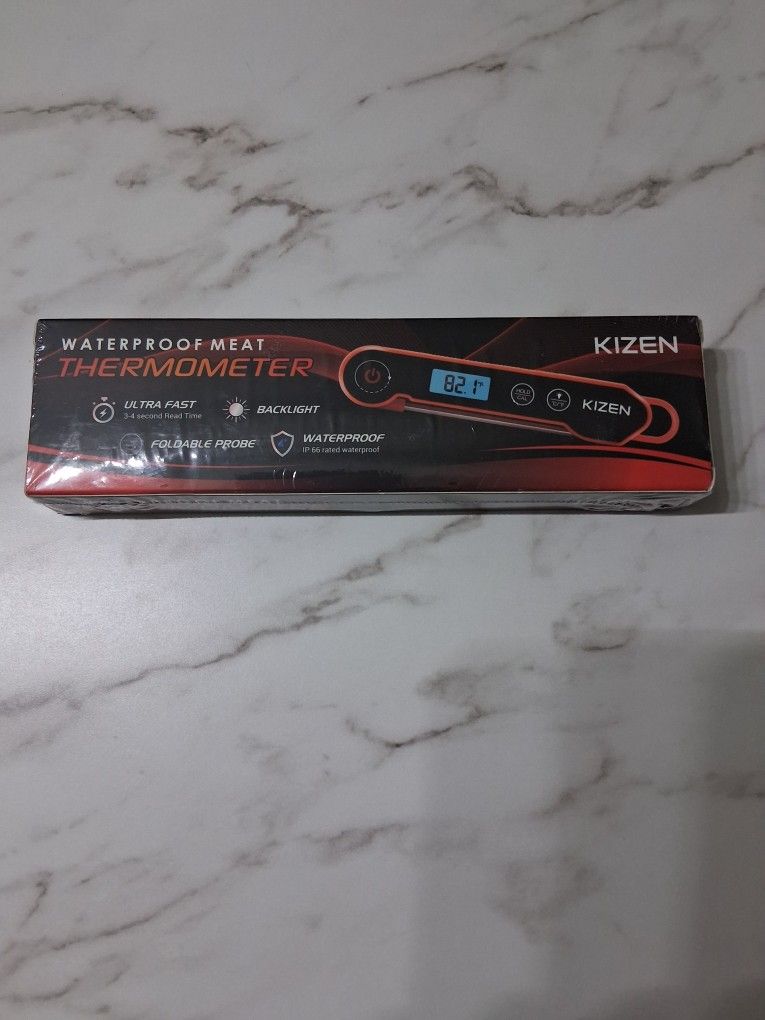 WATERPROOF MEAT
THERMOMETER
KIZEN
ULTRA FAST
3-4 second Read Time
BACKLIGHT
FOLDABLE PROBE
WATERPROOF
IP 66 rated waterproof
82.1
HOLD
CAL
KIZEN